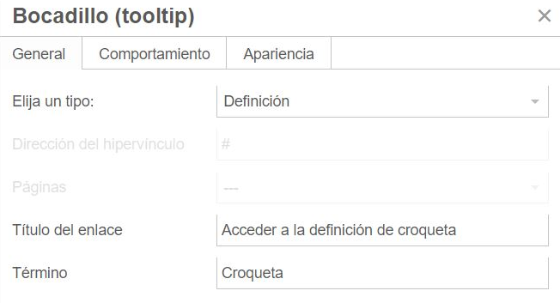 Bocadillo (tooltip)
General Comportamiento Apariencia
Elija un tipo: Definición
Dirección del hipervínculo #
Páginas ---
Título del enlace Acceder a la definición de croqueta
Término Croqueta